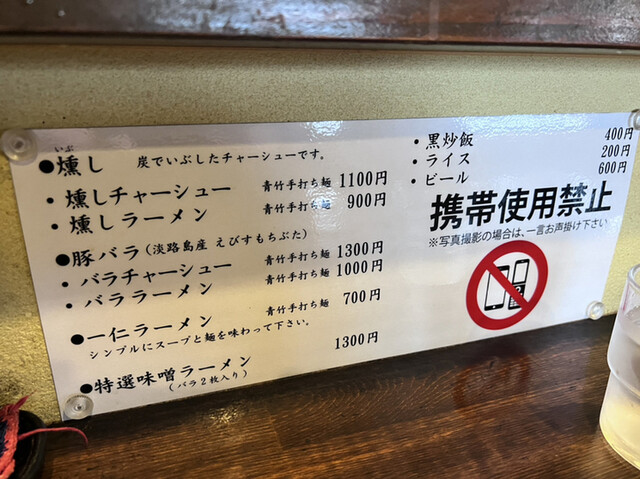 いぶ
●燻し 炭でいぶしたチャーシューです。
・燻しチャーシュー 青竹手打ち麺 1100円
・燻しラーメン 青竹手打ち麺 900円
●豚バラ(淡路島産 えびすもちぶた)
・バラチャーシュー 青竹手打ち麺 1300円
・バララーメン 青竹手打ち麺 1000円
●一仁ラーメン 青竹手打ち麺 700円
シンプルにスープと麺を味わって下さい。
●特選味噌ラーメン 1300円
(バラ2枚入り)
・黒炒飯 400円
・ライス 200円
・ビール 600円
携帯使用禁止
※写真撮影の場合は、一言お声掛け下さい